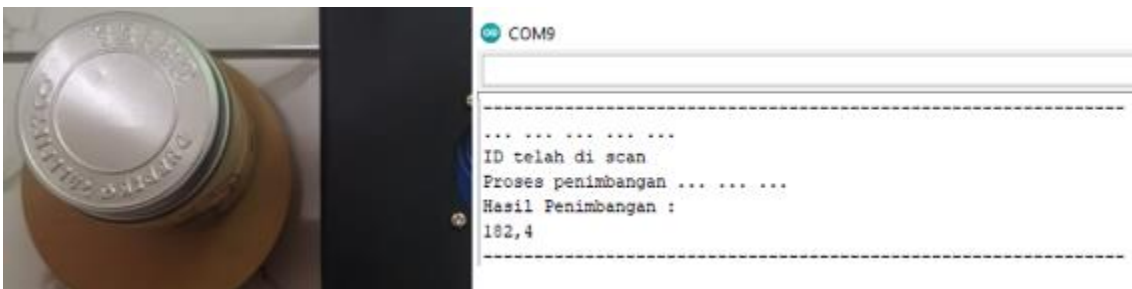 COM9
------------------------------------------------------------
... ... ... ... ...
ID telah di scan
Proses penimbangan ... ... ...
Hasil Penimbangan :
182,4
------------------------------------------------------------